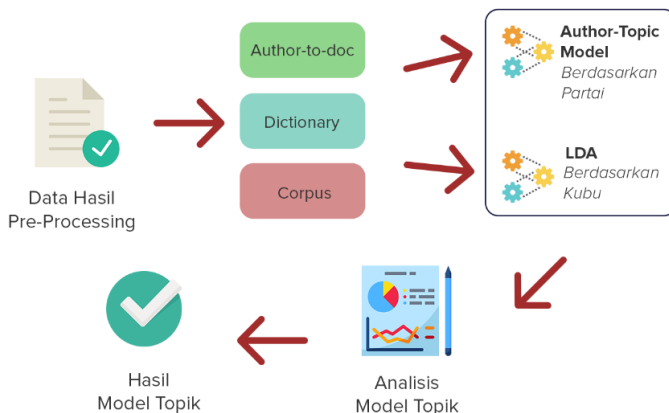 Data Hasil
Pre-Processing
Author-to-doc
Dictionary
Corpus
Author-Topic
Model
Berdasarkan
Partai
LDA
Berdasarkan
Kubu
Analisis
Model Topik
Hasil
Model Topik